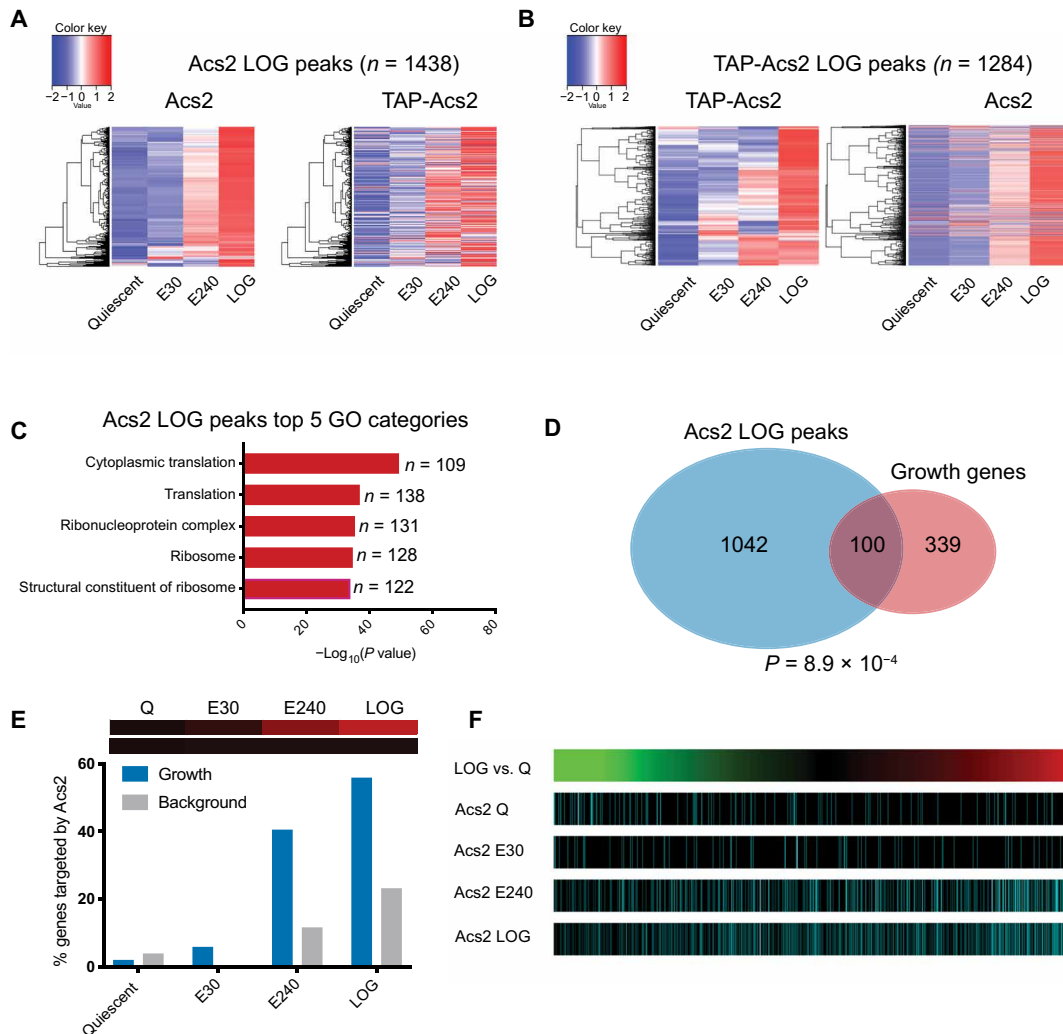 A
Color key
−2 −1 0 1 2
Value
Acs2 LOG peaks (n = 1438)
Acs2
TAP-Acs2
Quiescent
E30
E240
LOG
Quiescent
E30
E240
LOG
B
Color key
−2 −1 0 1 2
Value
TAP-Acs2 LOG peaks (n = 1284)
TAP-Acs2
Acs2
Quiescent
E30
E240
LOG
Quiescent
E30
E240
LOG
C
Acs2 LOG peaks top 5 GO categories
Cytoplasmic translation
n = 109
Translation
n = 138
Ribonucleoprotein complex
n = 131
Ribosome
n = 128
Structural constituent of ribosome
n = 122
0 20 40 60 80
−Log10(P value)
D
Acs2 LOG peaks
Growth genes
1042 100 339
P = 8.9 × 10−4
E
Q E30 E240 LOG
% genes targeted by Acs2
60
40
20
0
Growth
Background
Quiescent
E30
E240
LOG
F
LOG vs. Q
Acs2 Q
Acs2 E30
Acs2 E240
Acs2 LOG